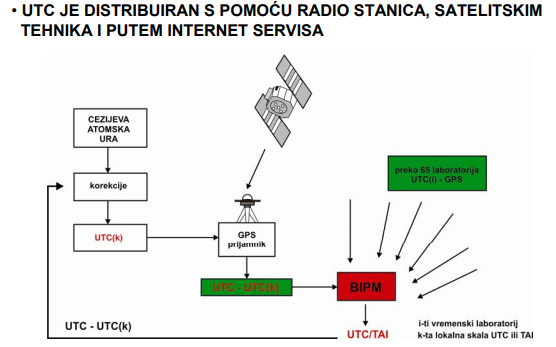 • UTC JE DISTRIBUIRAN S POMOĆU RADIO STANICA, SATELITSKIM
TEHNIKA I PUTEM INTERNET SERVISA
CEZIJEVA
ATOMSKA
URA
korekcije
UTC(k)
GPS
prijamnik
UTC - UTC(k)
preko 65 laboratorija
UTC(i) - GPS
BIPM
UTC/TAI
UTC - UTC(k)
i-ti vremenski laboratorij
k-ta lokalna skala UTC ili TAI